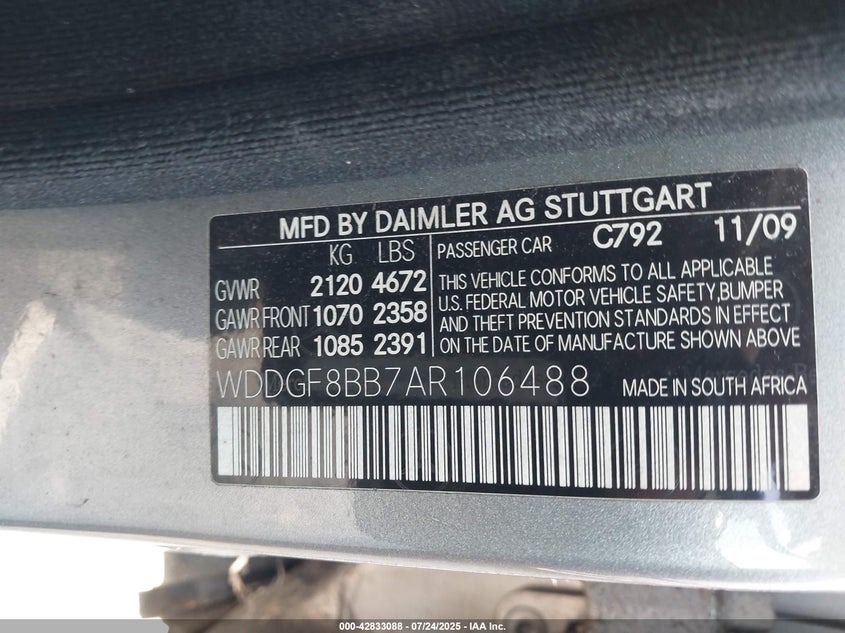 MFD BY DAIMLER AG STUTTGART
KG LBS
GVWR 2120 4672
GAWR FRONT 1070 2358
GAWR REAR 1085 2391
PASSENGER CAR C792 11/09
THIS VEHICLE CONFORMS TO ALL APPLICABLE
U.S. FEDERAL MOTOR VEHICLE SAFETY,BUMPER
AND THEFT PREVENTION STANDARDS IN EFFECT
ON THE DATE OF MANUFACTURE SHOWN ABOVE
WDDGF8BB7AR106488 MADE IN SOUTH AFRICA
000-42833088 - 07/24/2025 - IAA Inc.